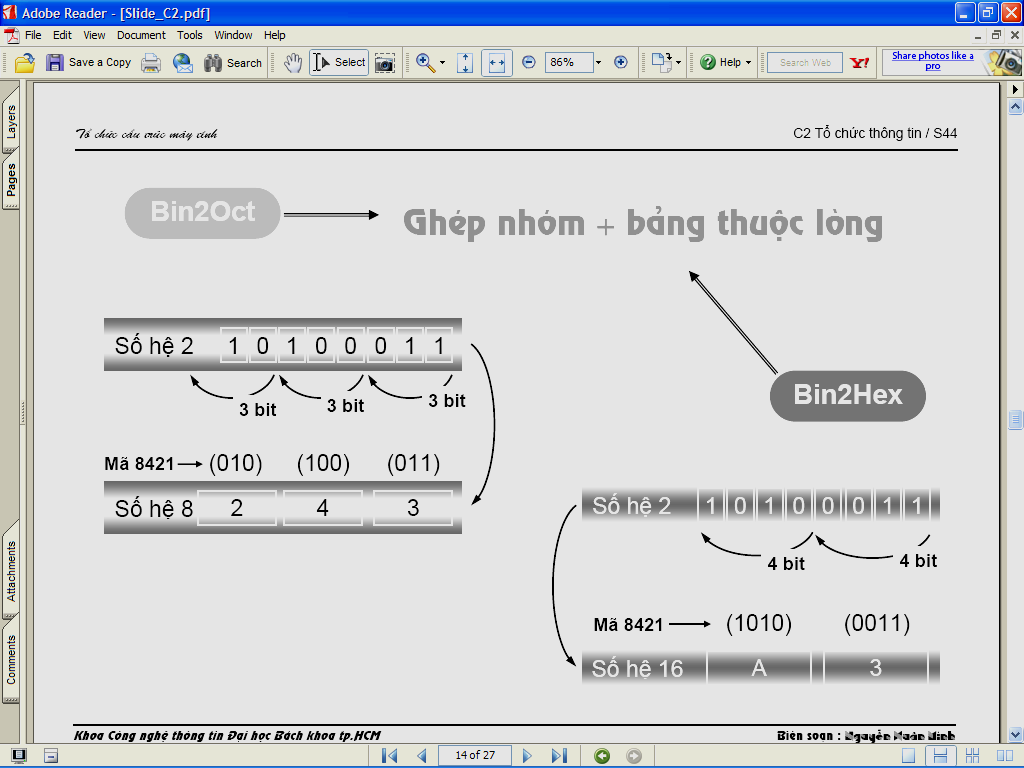 Adobe Reader - [Slide_C2.pdf]
File Edit View Document Tools Window Help
Save a Copy Search Select 86% Help Search Web Y! Share photos like a pro
Layers
Pages
Attachments
Comments
Tổ chức cấu trúc máy tính
C2 Tổ chức thông tin / S44
Bin2Oct
Ghép nhóm + bảng thuộc lòng
Bin2Hex
Số hệ 2 1 0 1 0 0 0 1 1
3 bit 3 bit 3 bit
Mã 8421 (010) (100) (011)
Số hệ 8 2 4 3
Số hệ 2 1 0 1 0 0 0 1 1
4 bit 4 bit
Mã 8421 (1010) (0011)
Số hệ 16 A 3
Khoa Công nghệ thông tin Đại học Bách khoa tp.HCM
Biên soạn : Nguyễn Xuân Minh
14 of 27